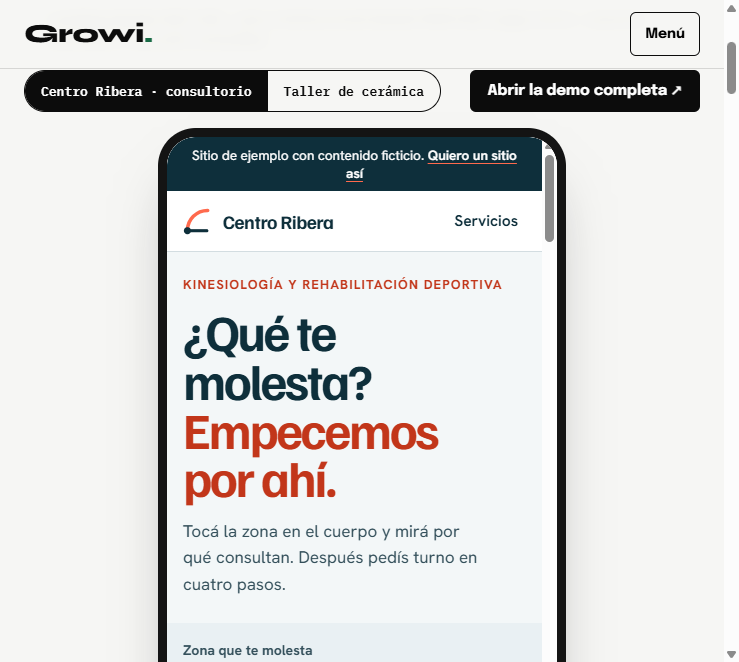 Growi.
Menú
Centro Ribera · consultorio
Taller de cerámica
Abrir la demo completa ↗
Sitio de ejemplo con contenido ficticio. Quiero un sitio
así
Centro Ribera
Servicios
KINESIOLOGÍA Y REHABILITACIÓN DEPORTIVA
¿Qué te
molesta?
Empecemos
por ahí.
Tocá la zona en el cuerpo y mirá por
qué consultan. Después pedís turno en
cuatro pasos.
Zona que te molesta